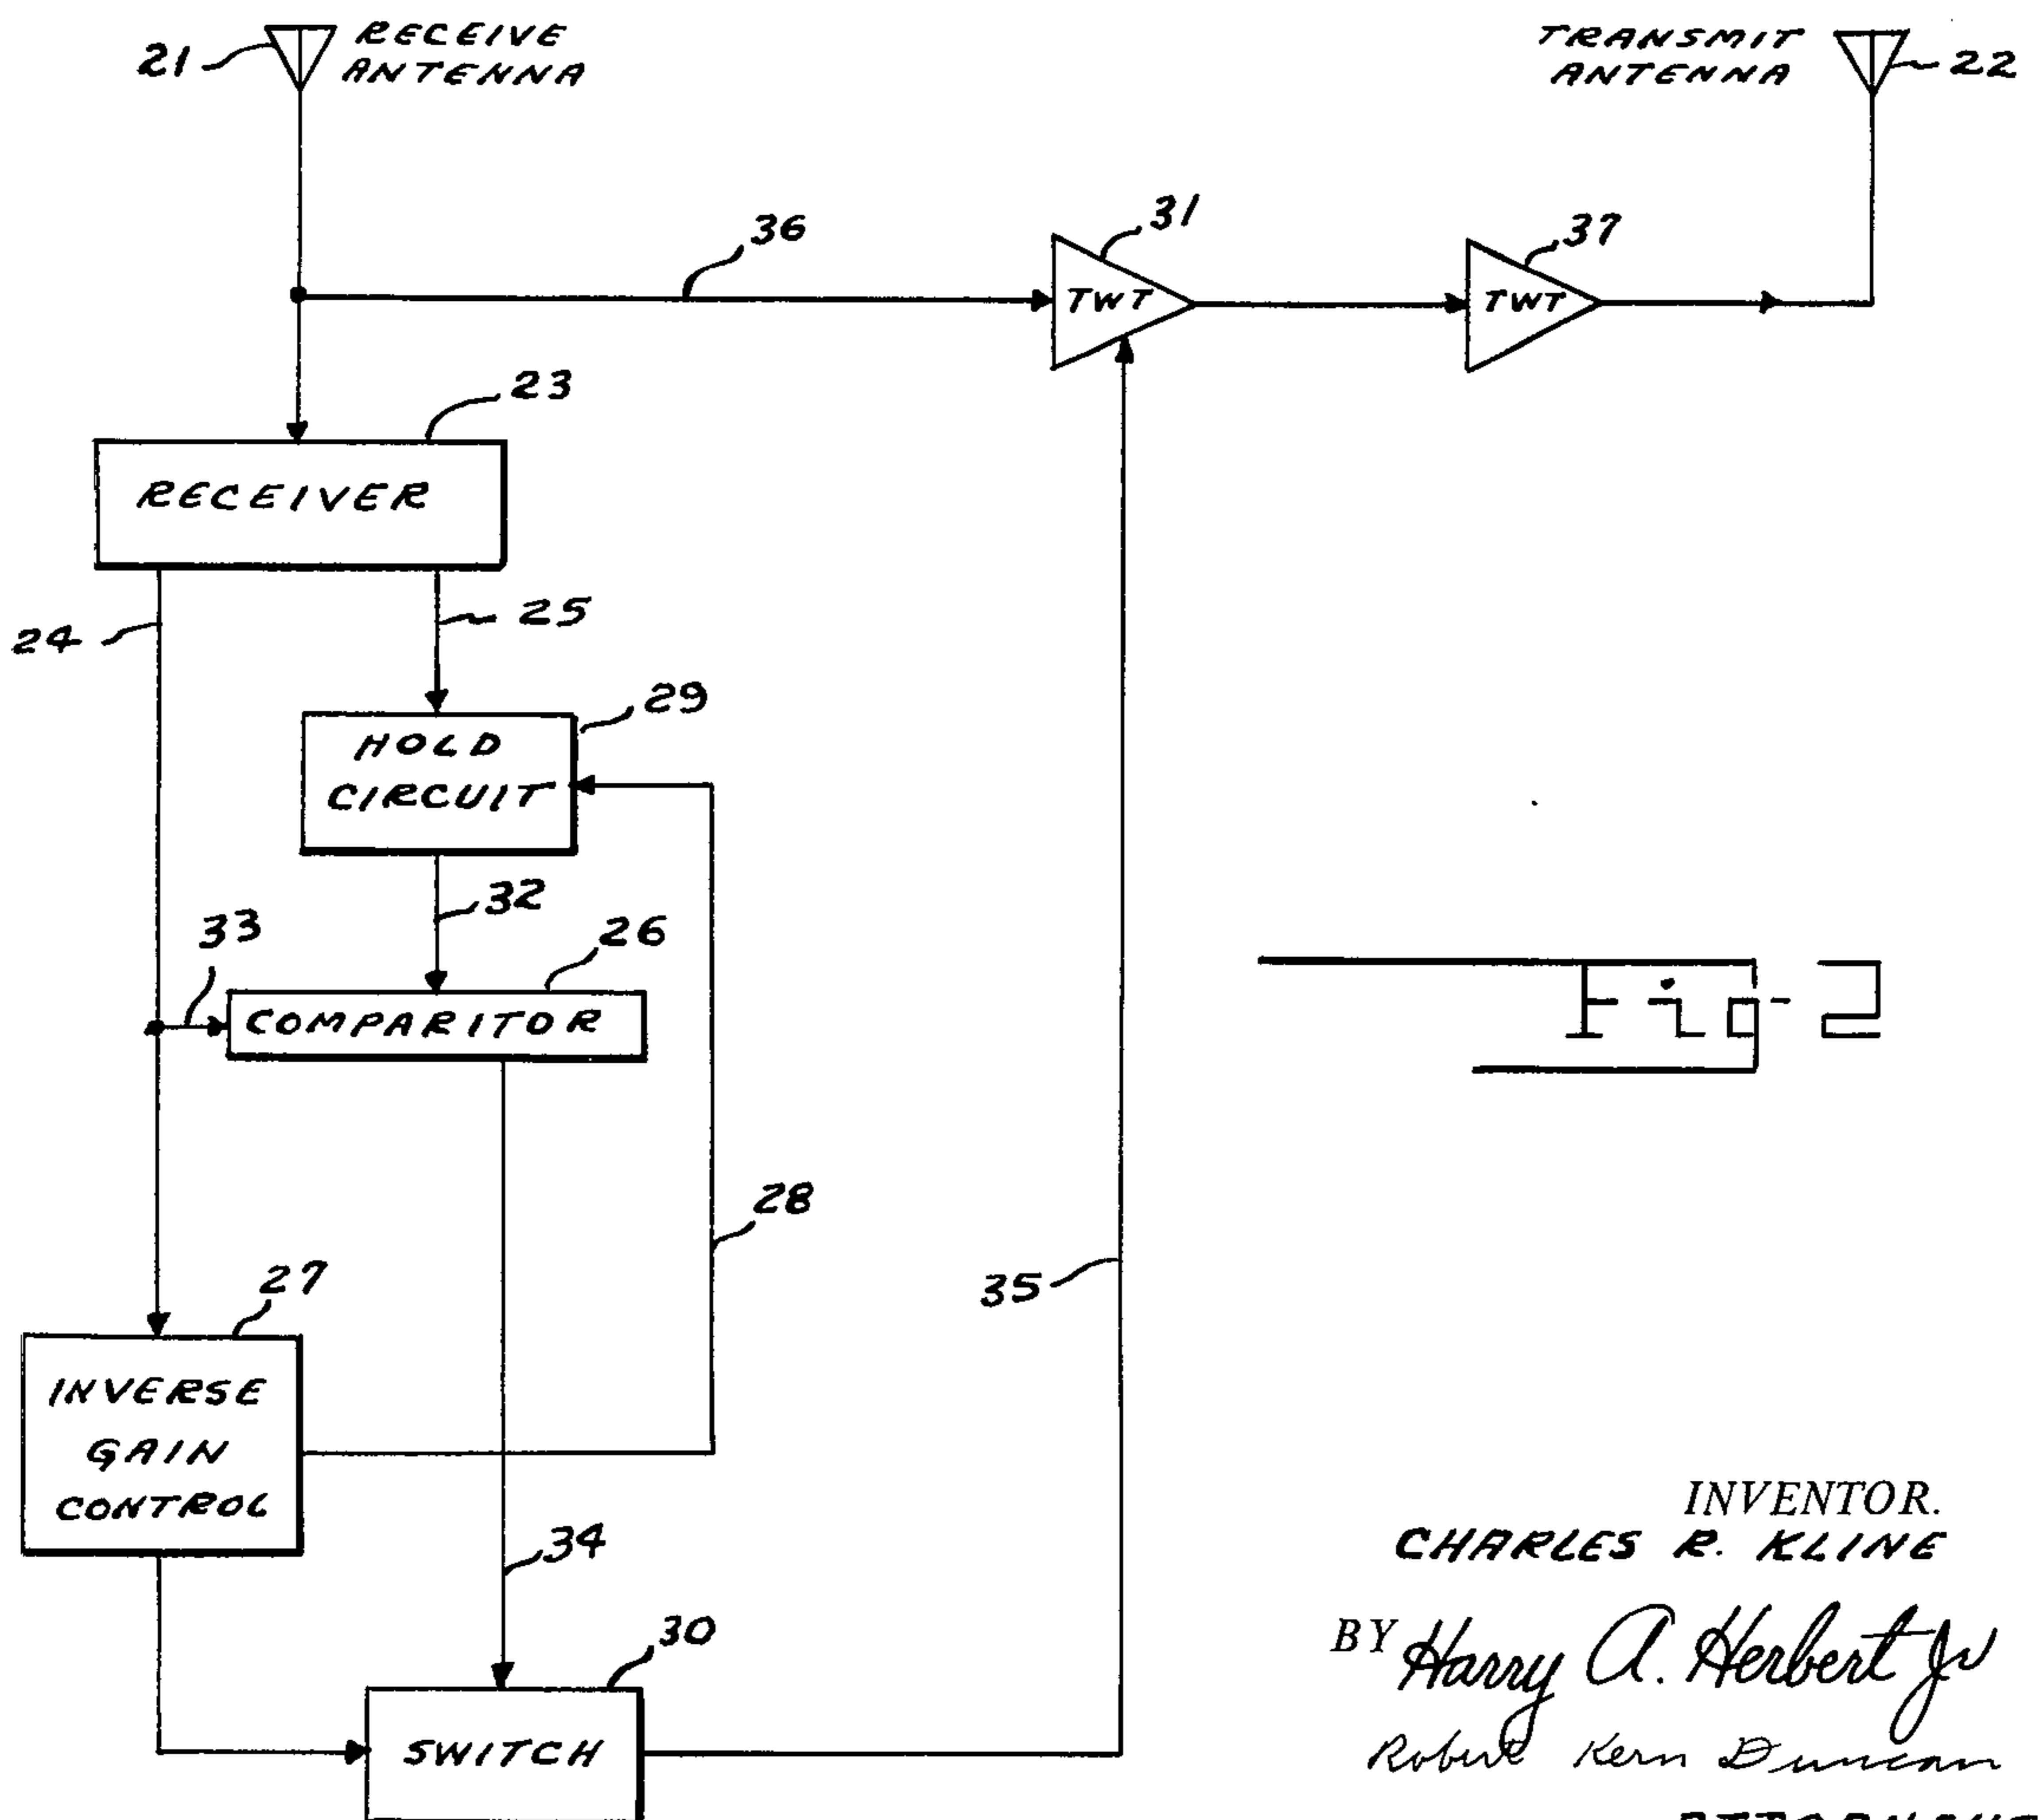 21
RECEIVE
ANTENNA
TRANSMIT
ANTENNA
22
36
31
TWT
37
TWT
23
RECEIVER
24
25
29
HOLD
CIRCUIT
32
33
26
COMPARITOR
28
27
INVERSE
GAIN
CONTROL
35
34
30
SWITCH
Fig-2
INVENTOR.
CHARLES R. KLINE
BY Harry A. Herbert Jr
Robert Kern Duncan